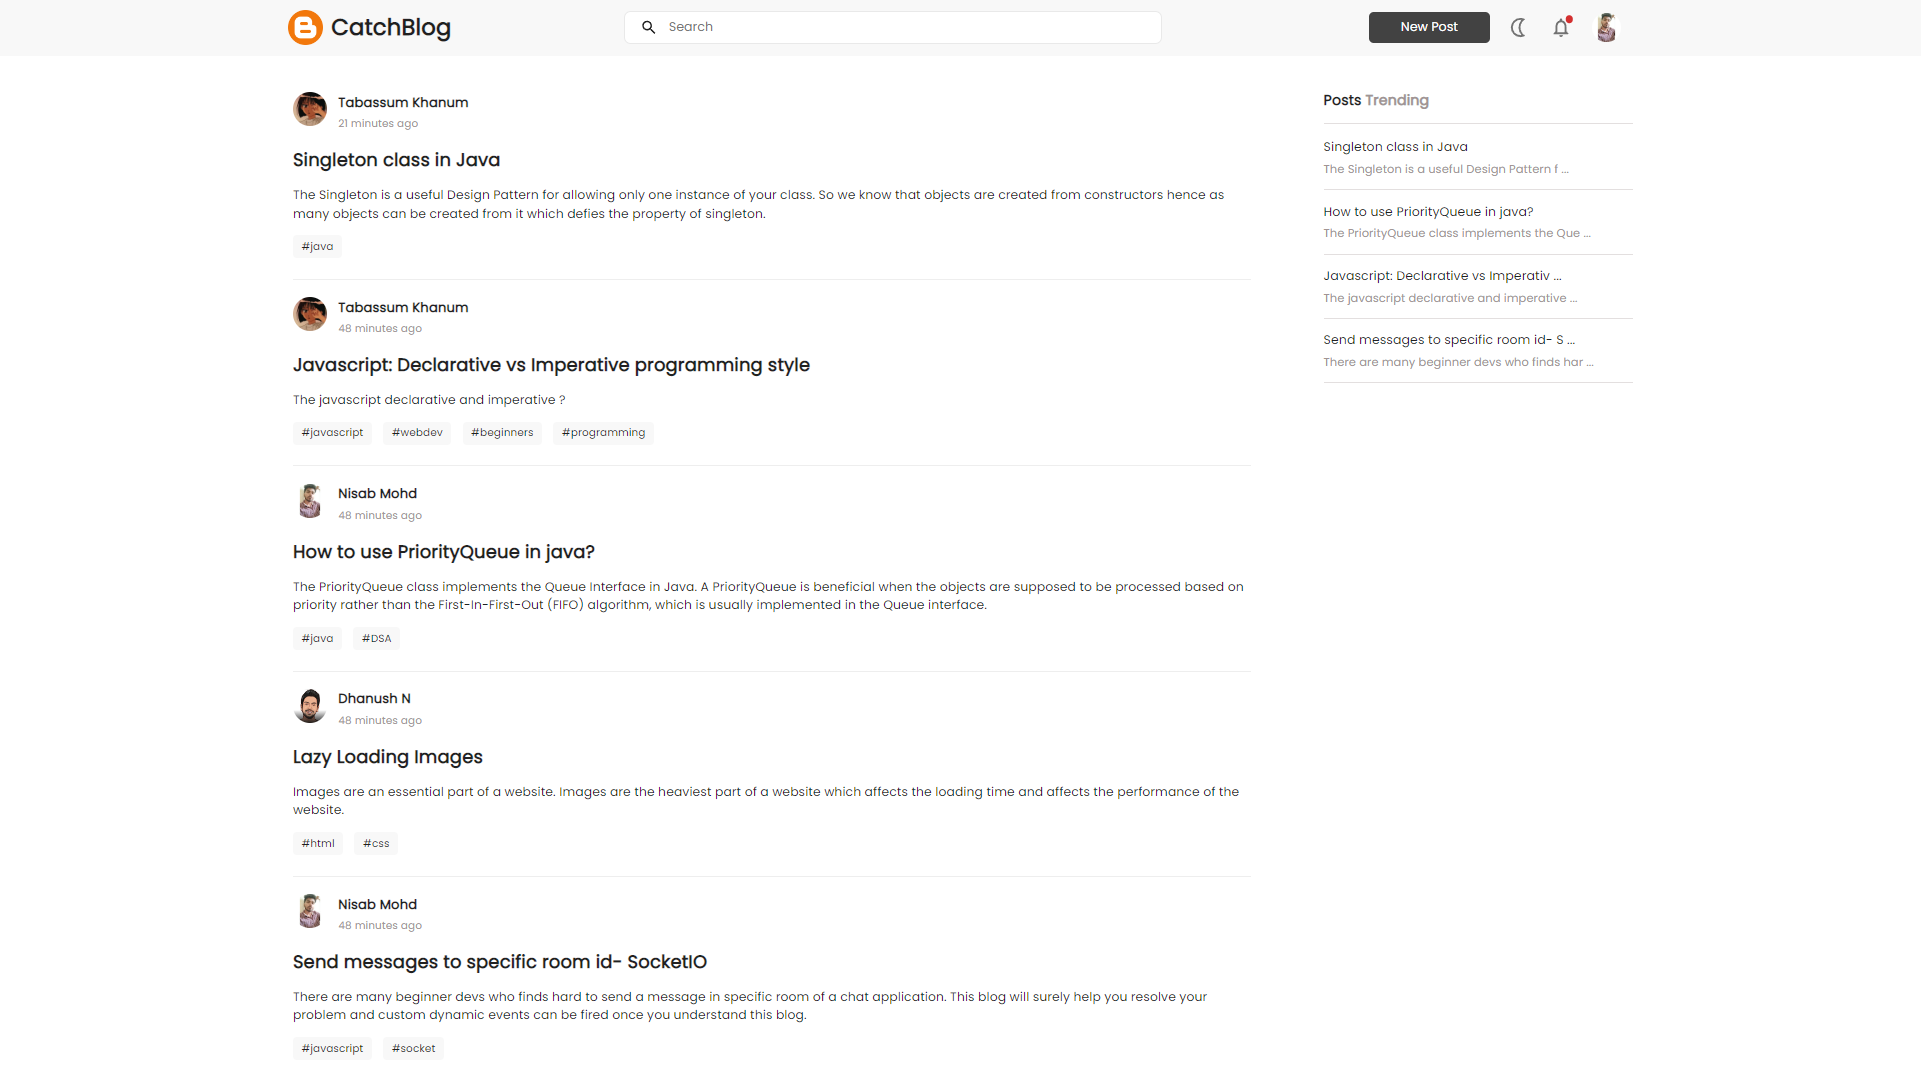 CatchBlog
Search
New Post
Tabassum Khanum
21 minutes ago
Singleton class in Java
The Singleton is a useful Design Pattern for allowing only one instance of your class. So we know that objects are created from constructors hence as
many objects can be created from it which defies the property of singleton.
#java
Tabassum Khanum
48 minutes ago
Javascript: Declarative vs Imperative programming style
The javascript declarative and imperative ?
#javascript #webdev #beginners #programming
Nisab Mohd
48 minutes ago
How to use PriorityQueue in java?
The PriorityQueue class implements the Queue Interface in Java. A PriorityQueue is beneficial when the objects are supposed to be processed based on
priority rather than the First-In-First-Out (FIFO) algorithm, which is usually implemented in the Queue interface.
#java #DSA
Dhanush N
48 minutes ago
Lazy Loading Images
Images are an essential part of a website. Images are the heaviest part of a website which affects the loading time and affects the performance of the
website.
#html #css
Nisab Mohd
48 minutes ago
Send messages to specific room id- SocketIO
There are many beginner devs who finds hard to send a message in specific room of a chat application. This blog will surely help you resolve your
problem and custom dynamic events can be fired once you understand this blog.
#javascript #socket
Posts Trending
Singleton class in Java
The Singleton is a useful Design Pattern f ...
How to use PriorityQueue in java?
The PriorityQueue class implements the Que ...
Javascript: Declarative vs Imperativ ...
The javascript declarative and imperative ...
Send messages to specific room id- S ...
There are many beginner devs who finds har ...